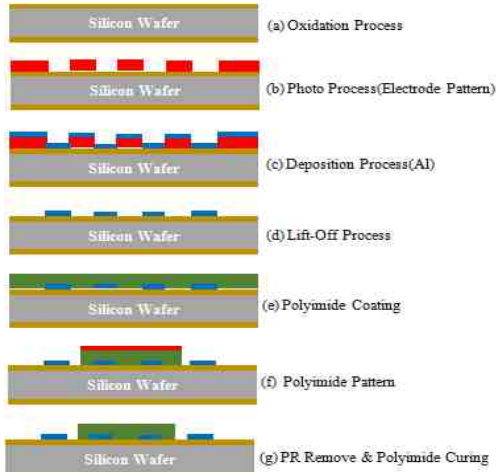 Silicon Wafer (a) Oxidation Process
(b) Photo Process(Electrode Pattern)
Silicon Wafer
(c) Deposition Process(Al)
Silicon Wafer
(d) Lift-Off Process
Silicon Wafer
(e) Polyimide Coating
Silicon Wafer
(f) Polyimide Pattern
Silicon Wafer
(g) PR Remove & Polyimide Curing
Silicon Wafer